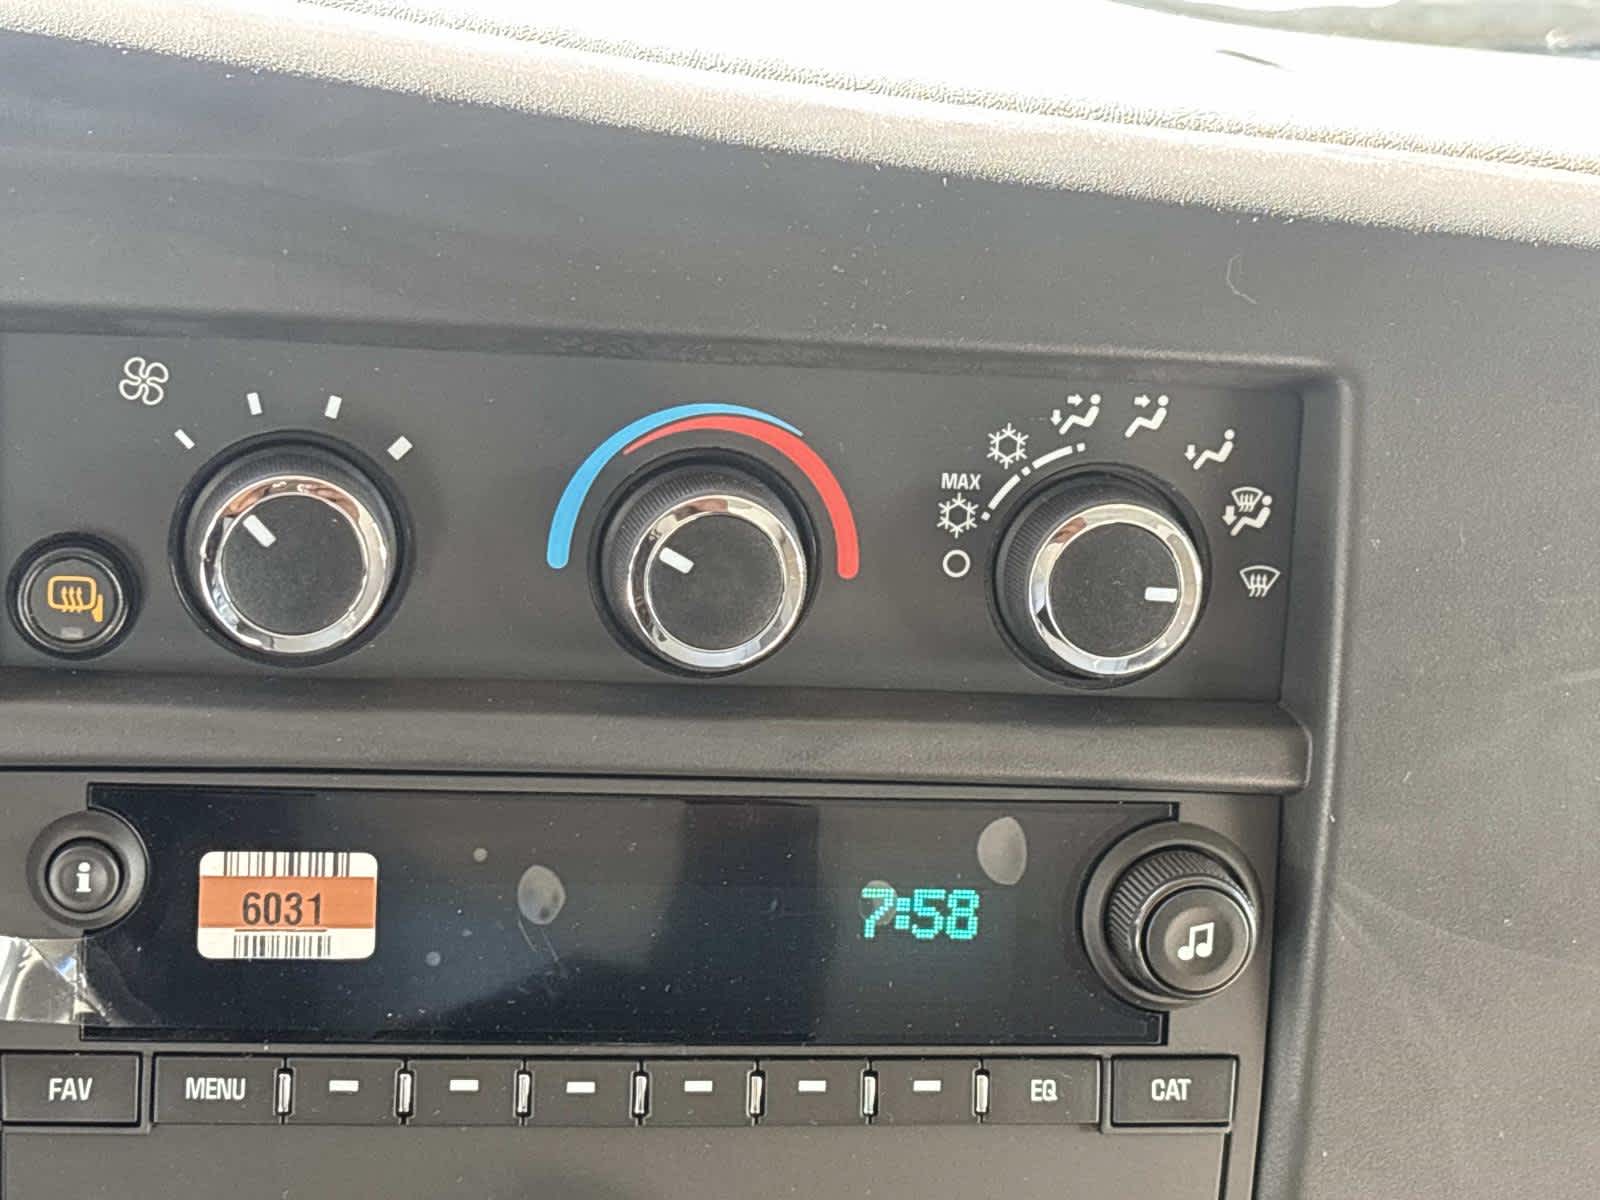 MAX
i
6031
7:58
FAV MENU EQ CAT